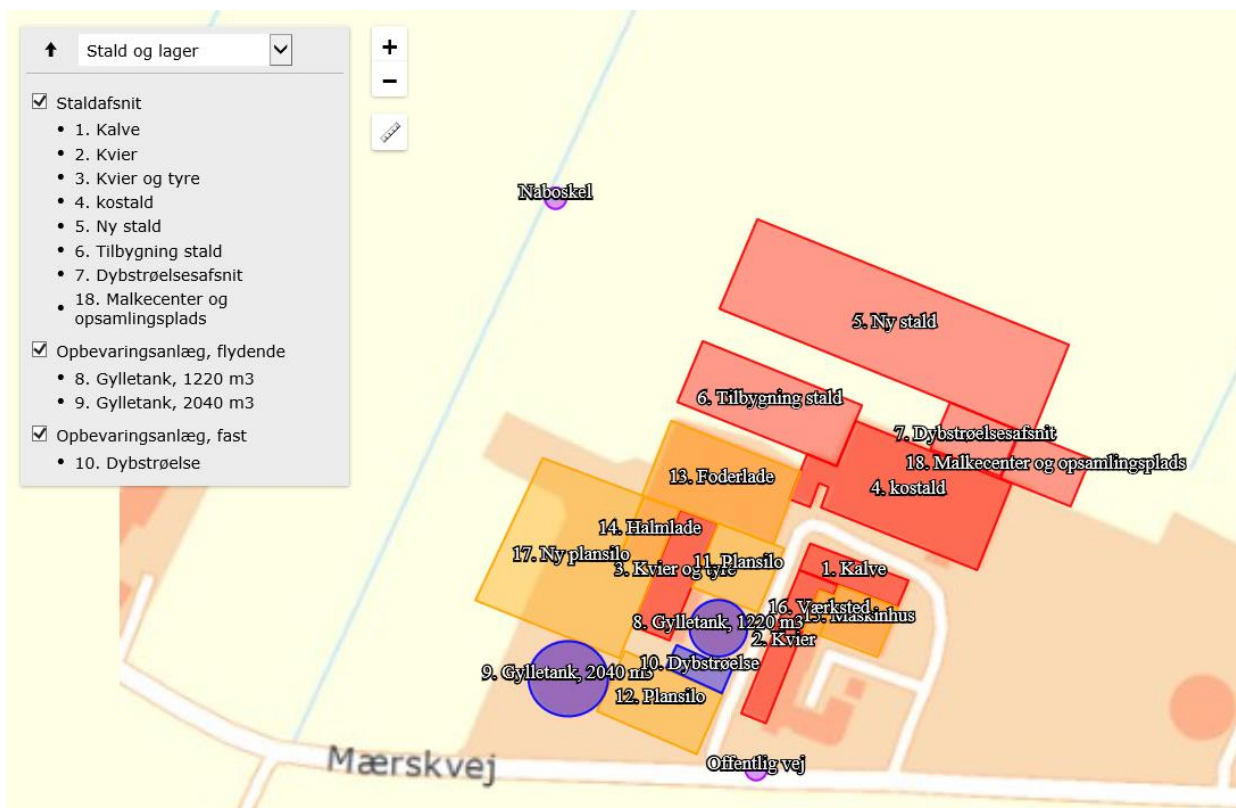 Stald og lager
Staldafsnit
1. Kalve
2. Kvier
3. Kvier og tyre
4. kostald
5. Ny stald
6. Tilbygning stald
7. Dybstrøelsesafsnit
18. Malkecenter og
opsamlingsplads
Opbevaringsanlæg, flydende
8. Gylletank, 1220 m3
9. Gylletank, 2040 m3
Opbevaringsanlæg, fast
10. Dybstrøelse
+
−
Naboskel
5. Ny stald
6. Tilbygning stald
7. Dybstrøelsesafsnit
18. Malkecenter og opsamlingsplads
13. Foderlade
4. kostald
14. Halmlade
17. Ny plansilo
11. Plansilo
3. Kvier og tyre
1. Kalve
16. Værksted
15. Maskinhus
8. Gylletank, 1220 m3
2. Kvier
10. Dybstrøelse
9. Gylletank, 2040 m3
12. Plansilo
Mærskvej
Offentlig vej